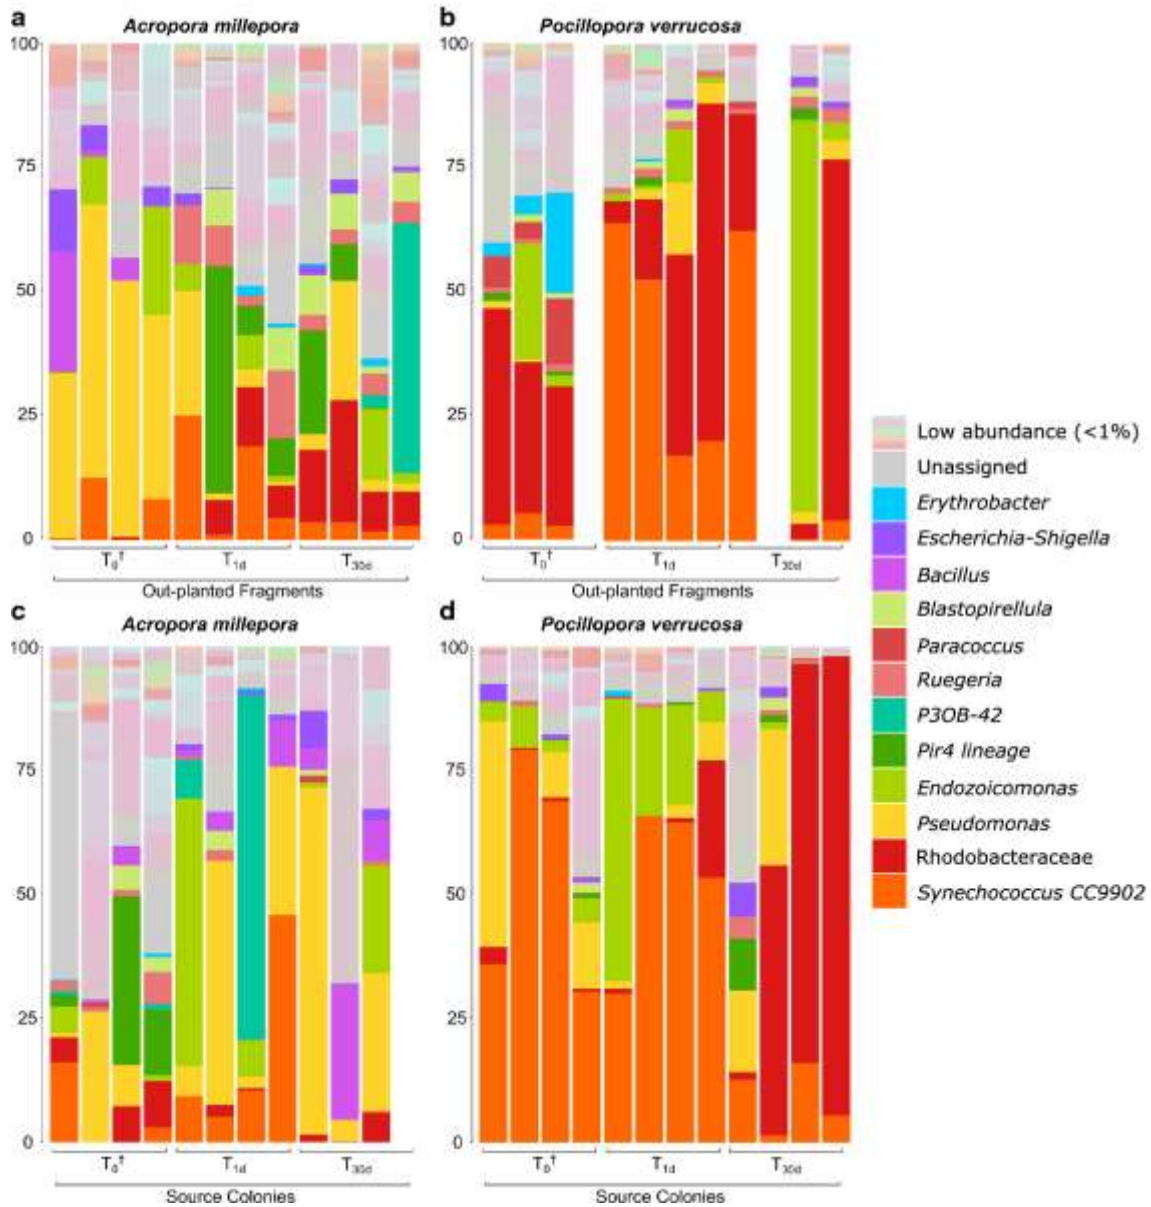 a
Acropora millepora
b
Pocillopora verrucosa
100
75
50
25
0
T0†
T1d
T30d
Out-planted Fragments
100
75
50
25
0
T0†
T1d
T30d
Out-planted Fragments
c
Acropora millepora
d
Pocillopora verrucosa
100
75
50
25
0
T0†
T1d
T30d
Source Colonies
100
75
50
25
0
T0†
T1d
T30d
Source Colonies
Low abundance (<1%)
Unassigned
Erythrobacter
Escherichia-Shigella
Bacillus
Blastopirellula
Paracoccus
Ruegeria
P3OB-42
Pir4 lineage
Endozoicomonas
Pseudomonas
Rhodobacteraceae
Synechococcus CC9902